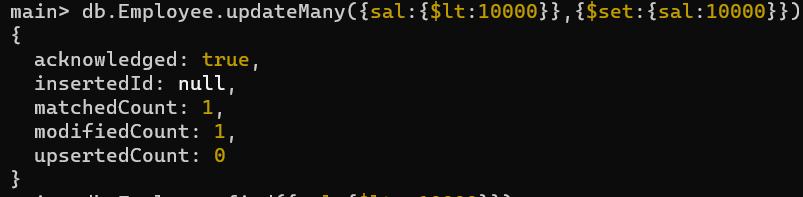 main> db.Employee.updateMany({sal:{$lt:10000}},{$set:{sal:10000}})
{
  acknowledged: true,
  insertedId: null,
  matchedCount: 1,
  modifiedCount: 1,
  upsertedCount: 0
}